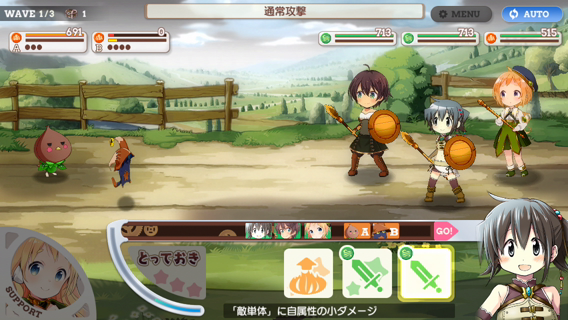 WAVE 1/3
1
通常攻撃
MENU
AUTO
691
A
0
B
713
713
515
A
B
GO!
とっておき
SUPPORT
「敵単体」に自属性の小ダメージ